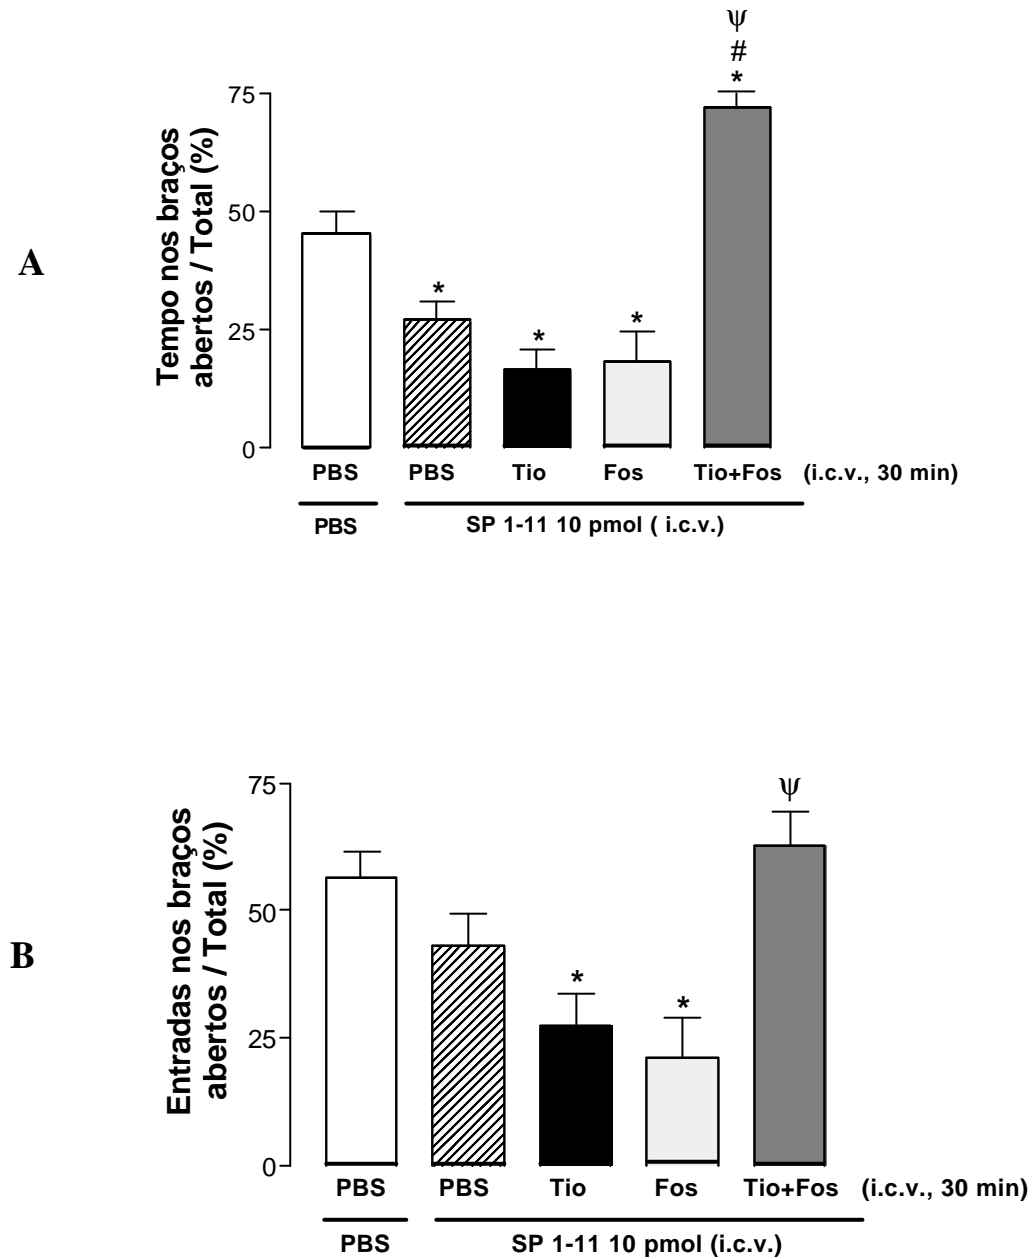 ψ
#
*
75
50
25
0
Tempo nos braços
abertos / Total (%)
A
*
*
*
PBS PBS Tio Fos Tio+Fos (i.c.v., 30 min)
PBS SP 1-11 10 pmol ( i.c.v.)
ψ
75
50
25
0
Entradas nos braços
abertos / Total (%)
B
*
*
PBS PBS Tio Fos Tio+Fos (i.c.v., 30 min)
PBS SP 1-11 10 pmol (i.c.v.)